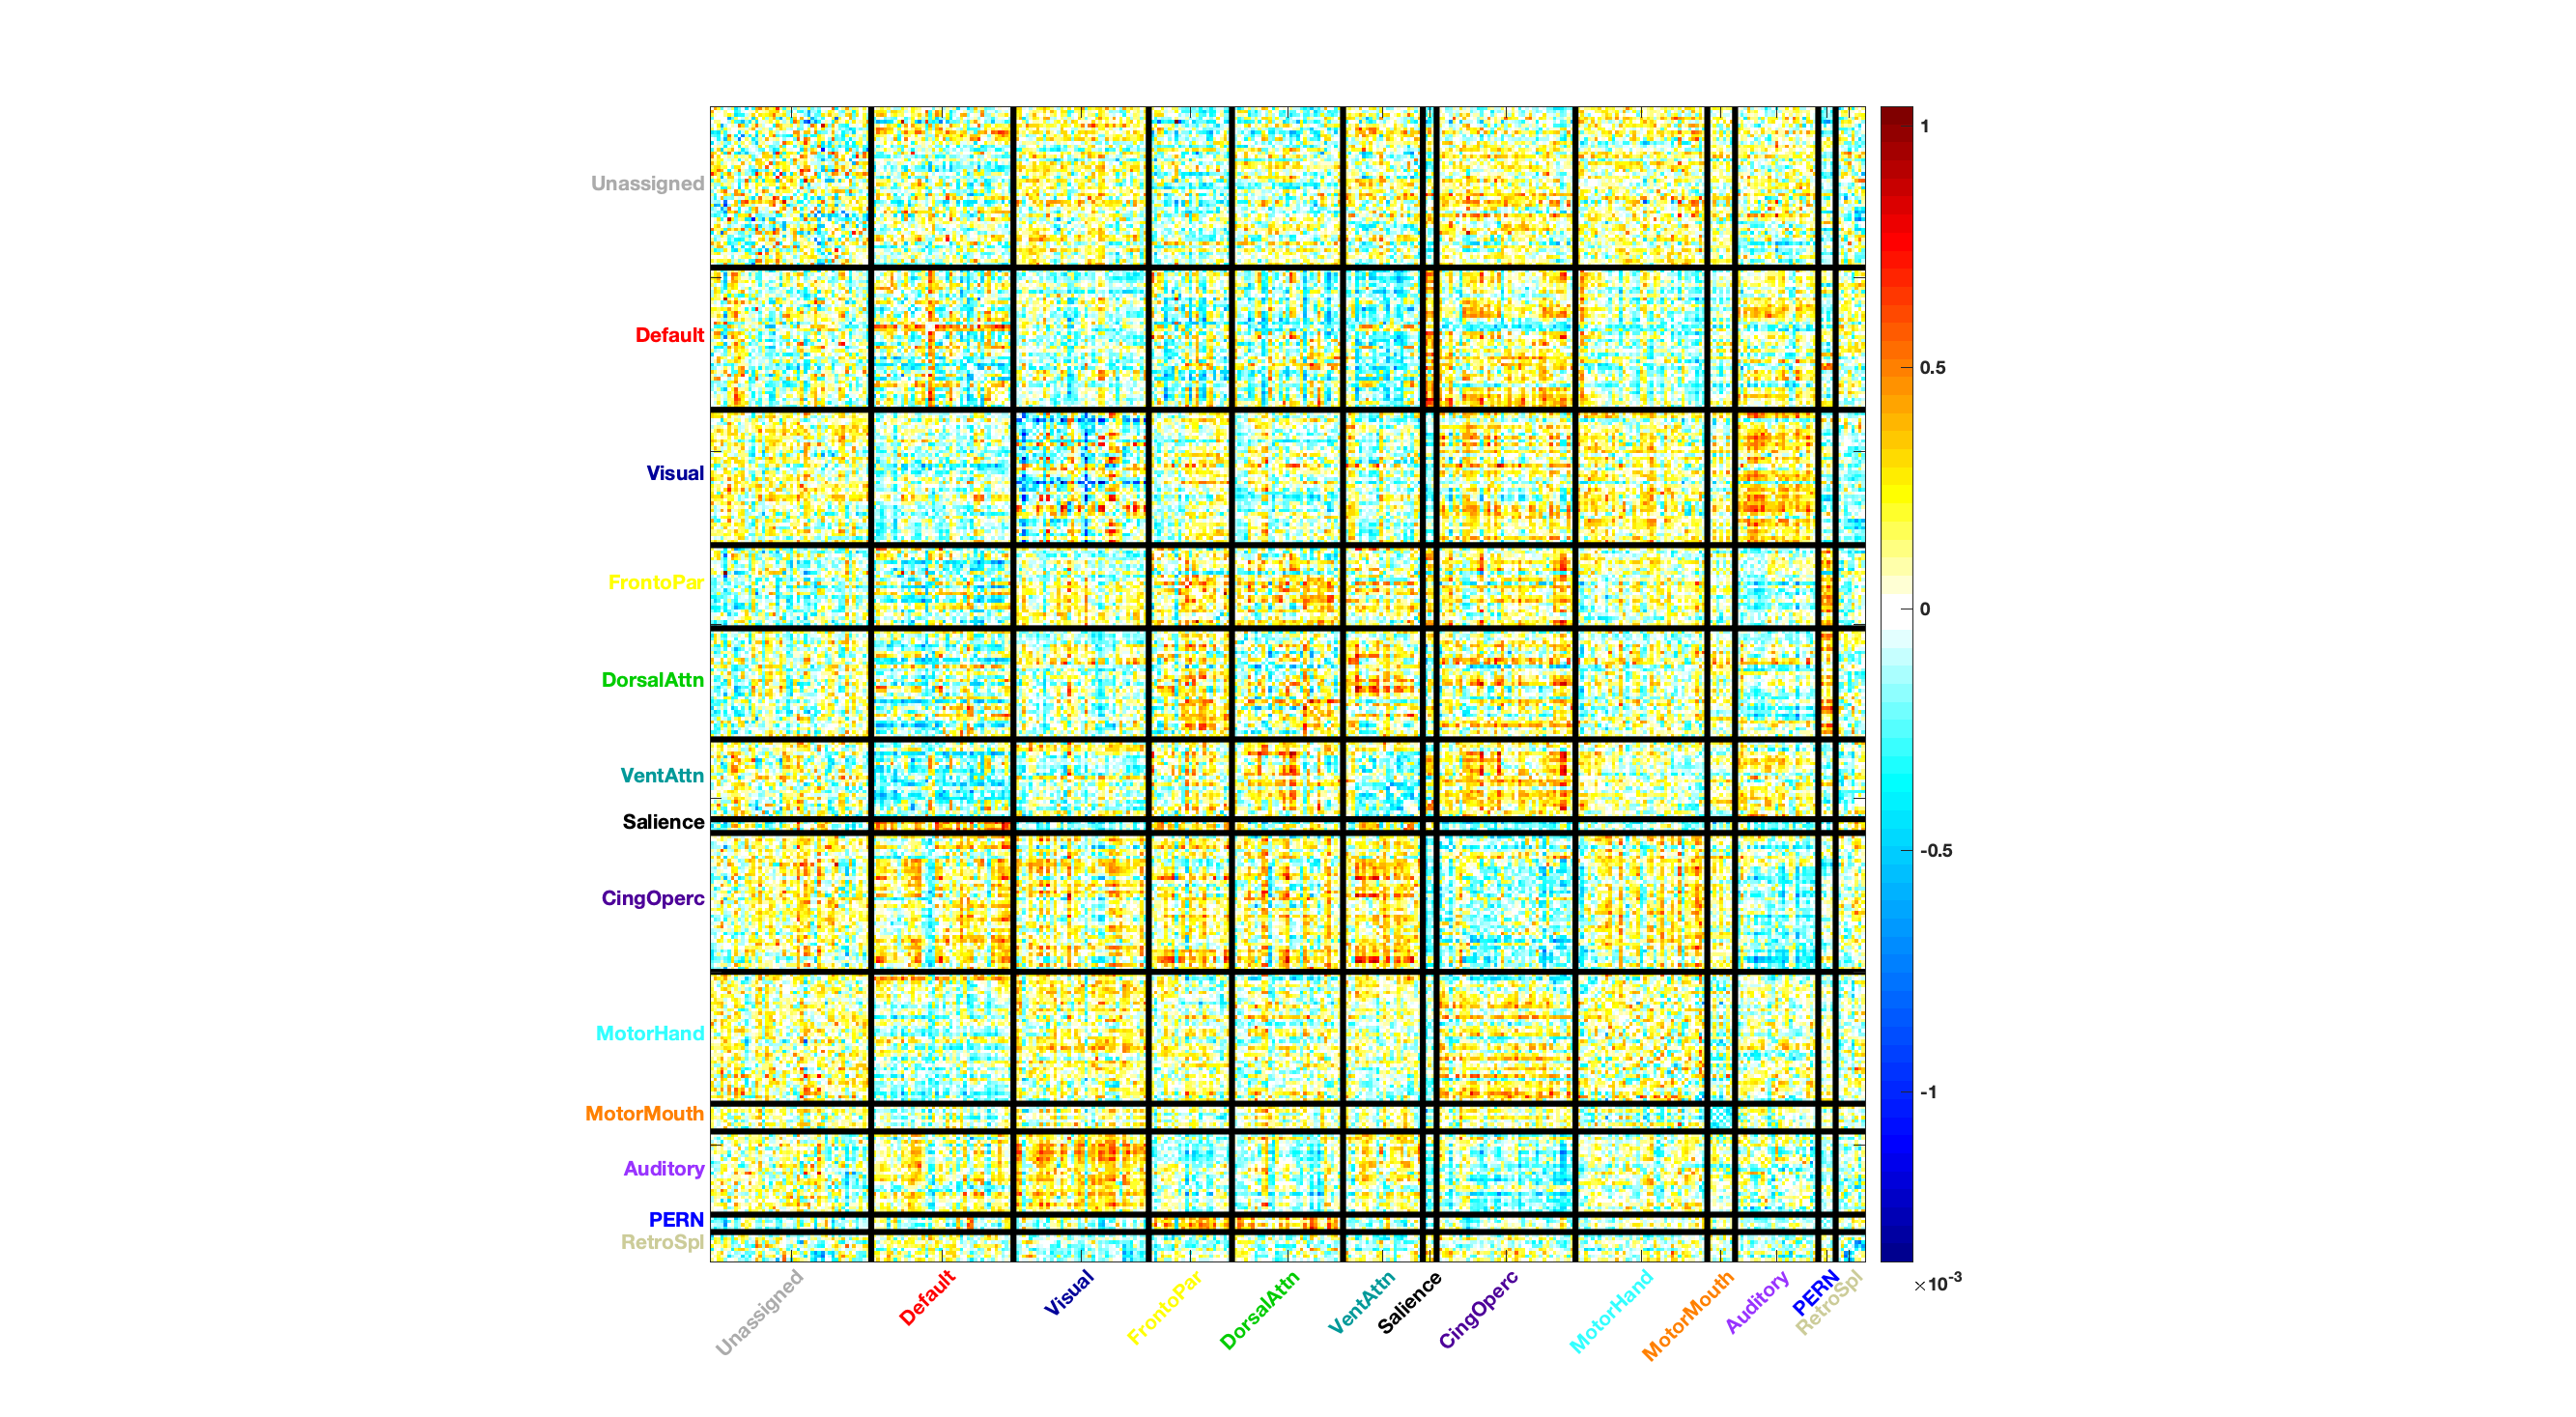 Unassigned
Default
Visual
FrontoPar
DorsalAttn
VentAttn
Salience
CingOperc
MotorHand
MotorMouth
Auditory
PERN
RetroSpl
Unassigned
Default
Visual
FrontoPar
DorsalAttn
VentAttn
Salience
CingOperc
MotorHand
MotorMouth
Auditory
PERN
RetroSpl
1
0.5
0
-0.5
-1
×10-3